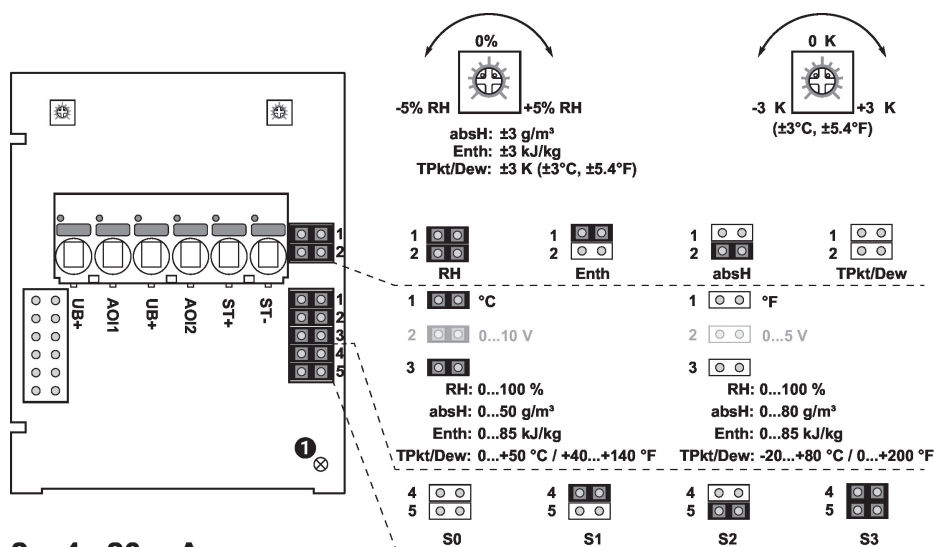 0%
0 K
-5% RH
+5% RH
-3 K
+3 K
(±3°C, ±5.4°F)
absH: ±3 g/m³
Enth: ±3 kJ/kg
TPkt/Dew: ±3 K (±3°C, ±5.4°F)
1
2
1
2
RH
1
2
Enth
1
2
absH
1
2
TPkt/Dew
UB+
AOI1
UB+
AOI2
ST+
ST-
1
2
3
4
5
1 °C
1 °F
2 0...10 V
2 0...5 V
3
3
RH: 0...100 %
absH: 0...50 g/m³
Enth: 0...85 kJ/kg
TPkt/Dew: 0...+50 °C / +40...+140 °F
RH: 0...100 %
absH: 0...80 g/m³
Enth: 0...85 kJ/kg
TPkt/Dew: -20...+80 °C / 0...+200 °F
1
4
5
S0
4
5
S1
4
5
S2
4
5
S3